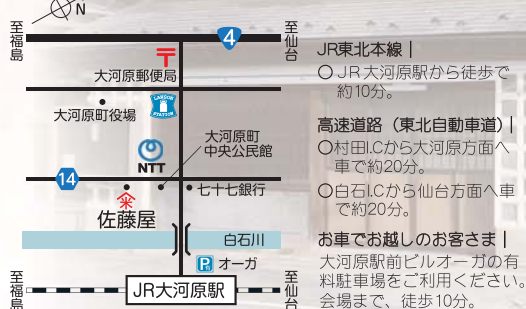 N
至福島
4
至仙台
大河原郵便局
大河原町役場
LAWSON STATION
NTT
大河原町
中央公民館
14
七十七銀行
佐藤屋
白石川
P オーガ
至福島
JR大河原駅
至仙台
JR東北本線|
○JR大河原駅から徒歩で
約10分。
高速道路（東北自動車道）|
○村田I.Cから大河原方面へ
車で約20分。
○白石I.Cから仙台方面へ車
で約20分。
お車でお越しのお客さま|
大河原駅前ビルオーガの有
料駐車場をご利用ください。
会場まで、徒歩10分。